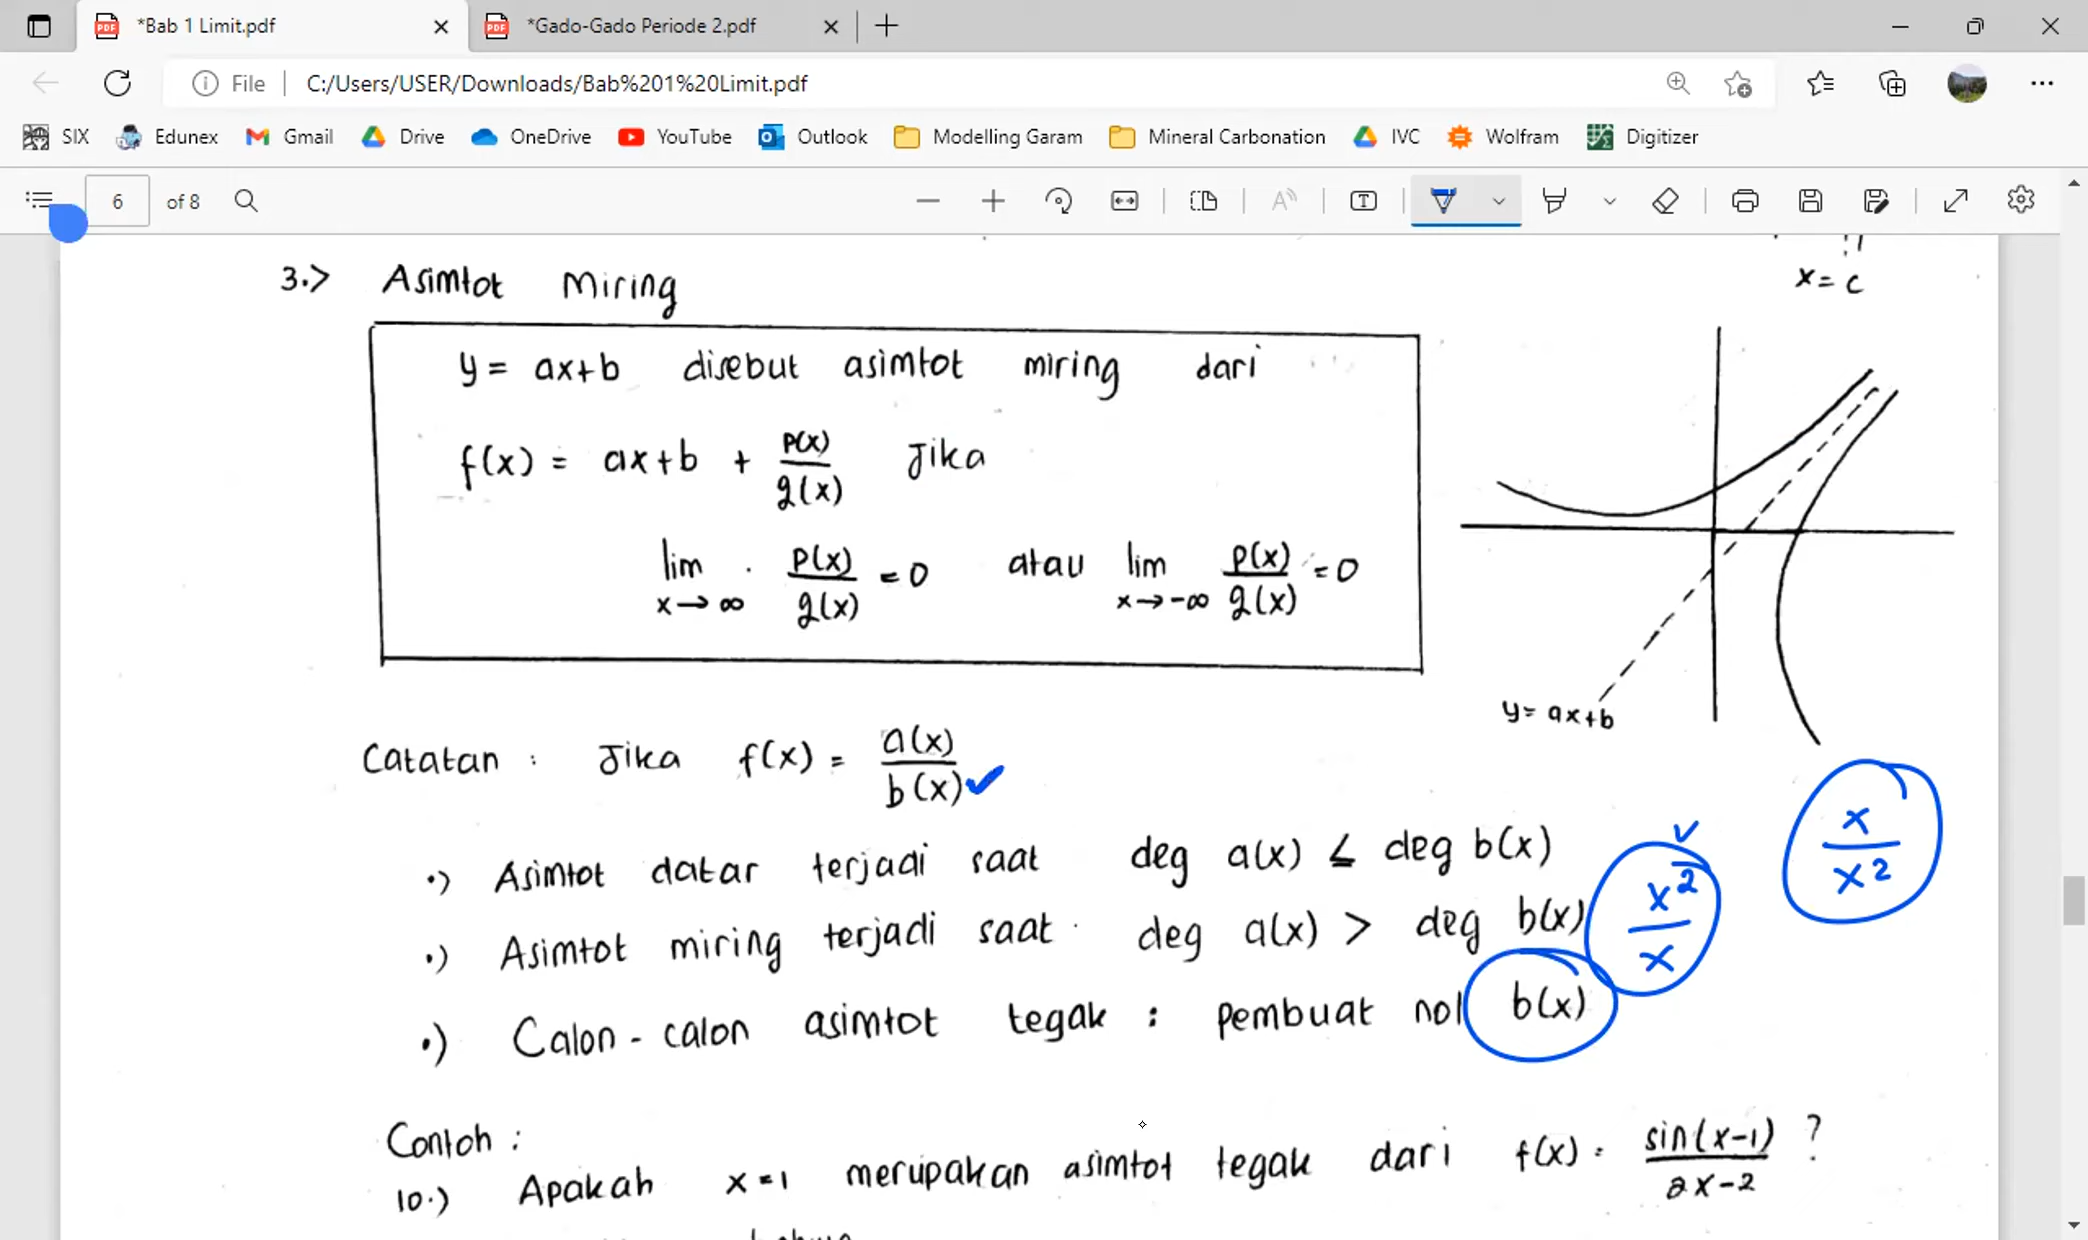 *Bab 1 Limit.pdf
*Gado-Gado Periode 2.pdf
File
C:/Users/USER/Downloads/Bab%201%20Limit.pdf
SIX Edunex Gmail Drive OneDrive YouTube Outlook Modelling Garam Mineral Carbonation IVC Wolfram Digitizer
6 of 8
x = c
3.> Asimtot Miring
y = ax+b disebut asimtot miring dari
f(x) = ax+b + p(x)/q(x) Jika
lim x→∞ p(x)/q(x) = 0 atau lim x→-∞ p(x)/q(x) = 0
y = ax+b
Catatan : Jika f(x) = a(x)/b(x) ✓
•) Asimtot datar terjadi saat deg a(x) ≤ deg b(x)
x/x²
•) Asimtot miring terjadi saat deg a(x) > deg b(x)
x²/x
•) Calon - calon asimtot tegak : pembuat nol b(x)
Contoh :
10.) Apakah x = 1 merupakan asimtot tegak dari f(x) = sin(x-1)/2x-2 ?